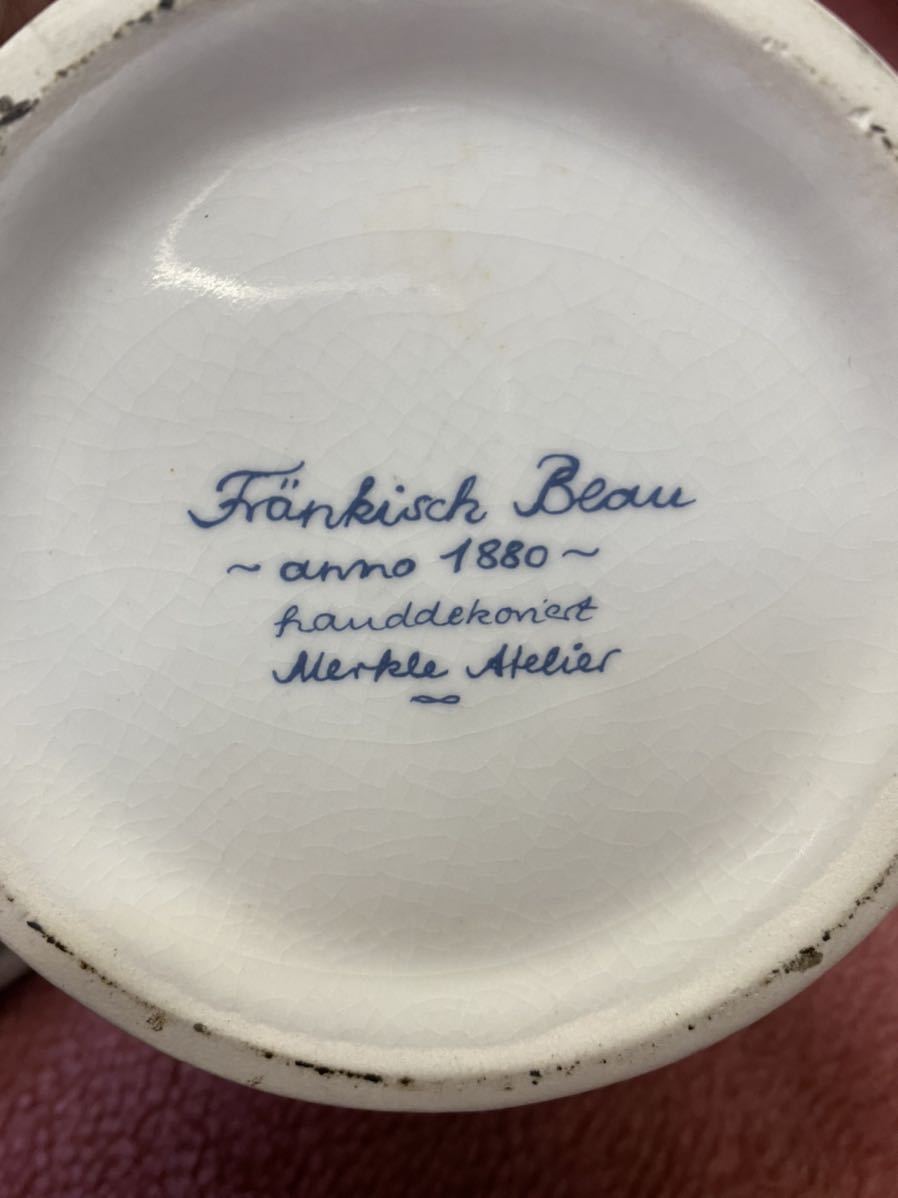 Fränkisch Blau
~ anno 1880 ~
handdekoriert
Merkle Atelier